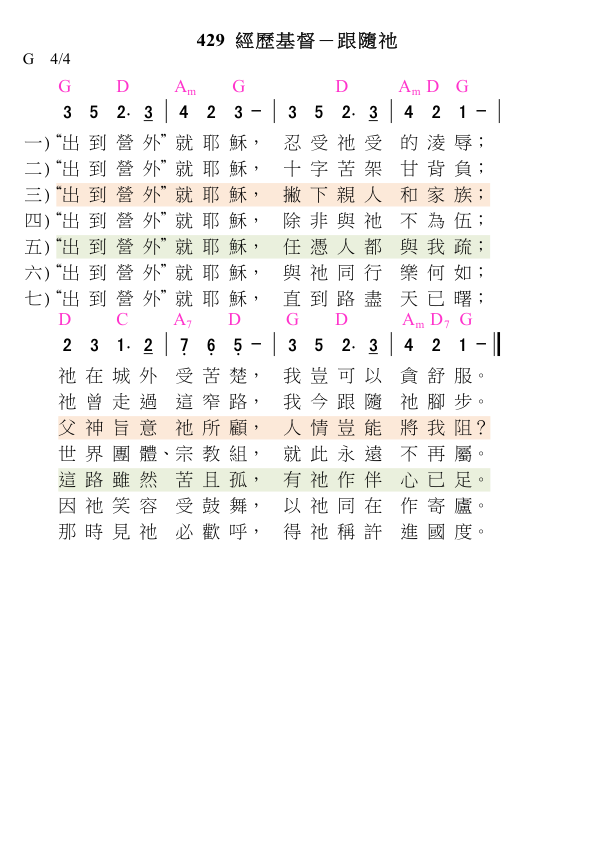 429 經歷基督－跟隨祂
G 4/4
G D Am G D Am D G
3 5 2· 3 | 4 2 3 － | 3 5 2· 3 | 4 2 1 － |
一)“出到營外”就耶穌， 忍受祂受 的淩辱；
二)“出到營外”就耶穌， 十字苦架 甘背負；
三)“出到營外”就耶穌， 撇下親人 和家族；
四)“出到營外”就耶穌， 除非與祂 不為伍；
五)“出到營外”就耶穌， 任憑人都 與我疏；
六)“出到營外”就耶穌， 與祂同行 樂何如；
七)“出到營外”就耶穌， 直到路盡 天已曙；
D C A7 D G D Am D7 G
2 3 1· 2 | 7̣ 6̣ 5̣ － | 3 5 2· 3 | 4 2 1 － ‖
祂在城外 受苦楚， 我豈可以 貪舒服。
祂曾走過 這窄路， 我今跟隨 祂腳步。
父神旨意 祂所顧， 人情豈能 將我阻？
世界團體、宗教組， 就此永遠 不再屬。
這路雖然 苦且孤， 有祂作伴 心已足。
因祂笑容 受鼓舞， 以祂同在 作寄廬。
那時見祂 必歡呼， 得祂稱許 進國度。